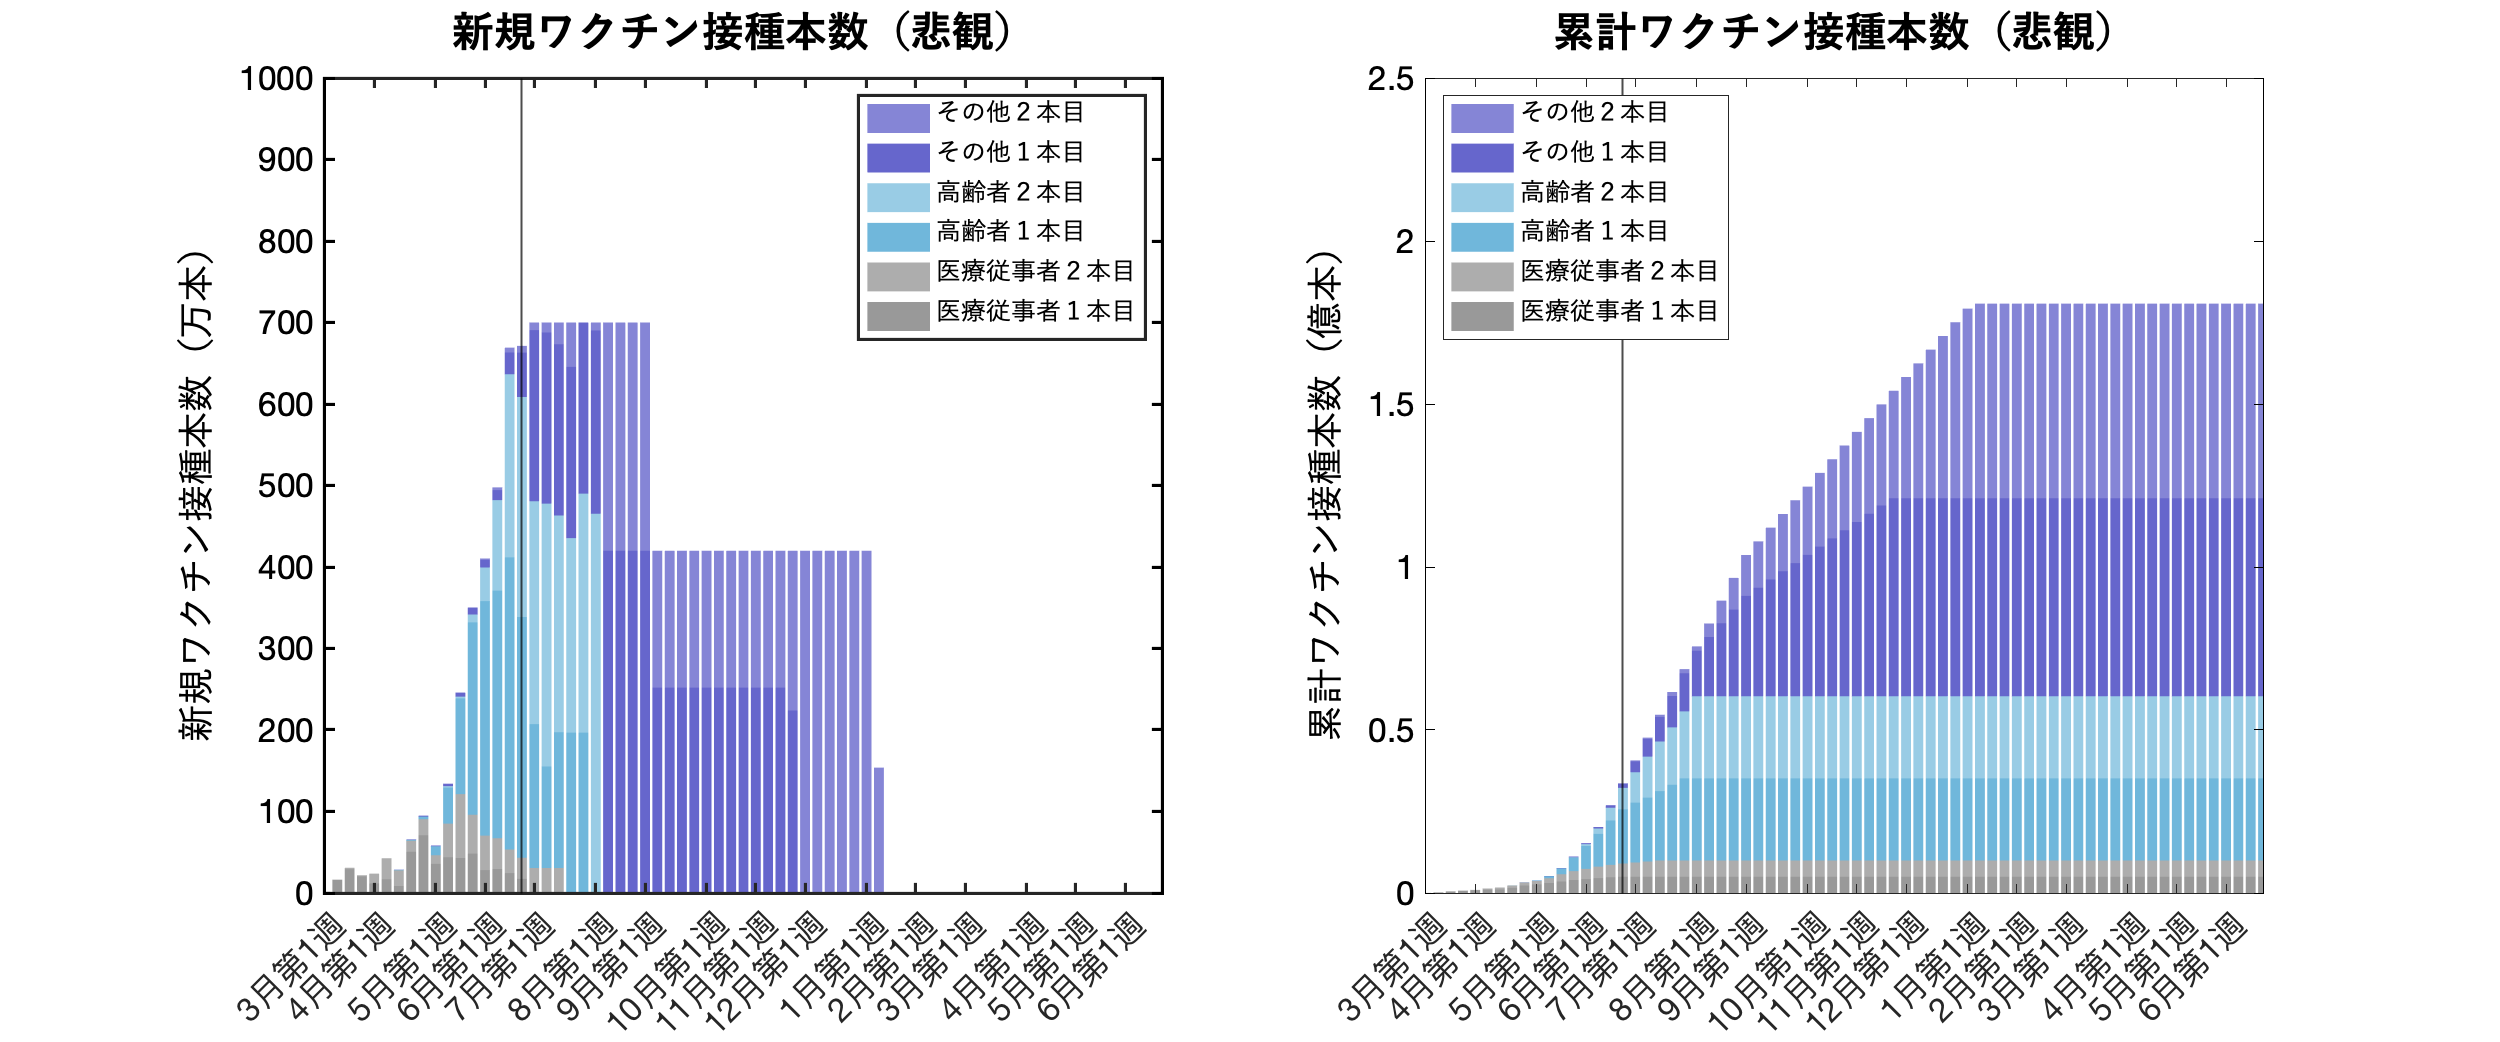 新規ワクチン接種本数（悲観）
新規ワクチン接種本数（万本）
1000
900
800
700
600
500
400
300
200
100
0
その他２本目
その他１本目
高齢者２本目
高齢者１本目
医療従事者２本目
医療従事者１本目
3月第1週
4月第1週
5月第1週
6月第1週
7月第1週
8月第1週
9月第1週
10月第1週
11月第1週
12月第1週
1月第1週
2月第1週
3月第1週
4月第1週
5月第1週
6月第1週
累計ワクチン接種本数（悲観）
累計ワクチン接種本数（億本）
2.5
2
1.5
1
0.5
0
その他２本目
その他１本目
高齢者２本目
高齢者１本目
医療従事者２本目
医療従事者１本目
3月第1週
4月第1週
5月第1週
6月第1週
7月第1週
8月第1週
9月第1週
10月第1週
11月第1週
12月第1週
1月第1週
2月第1週
3月第1週
4月第1週
5月第1週
6月第1週